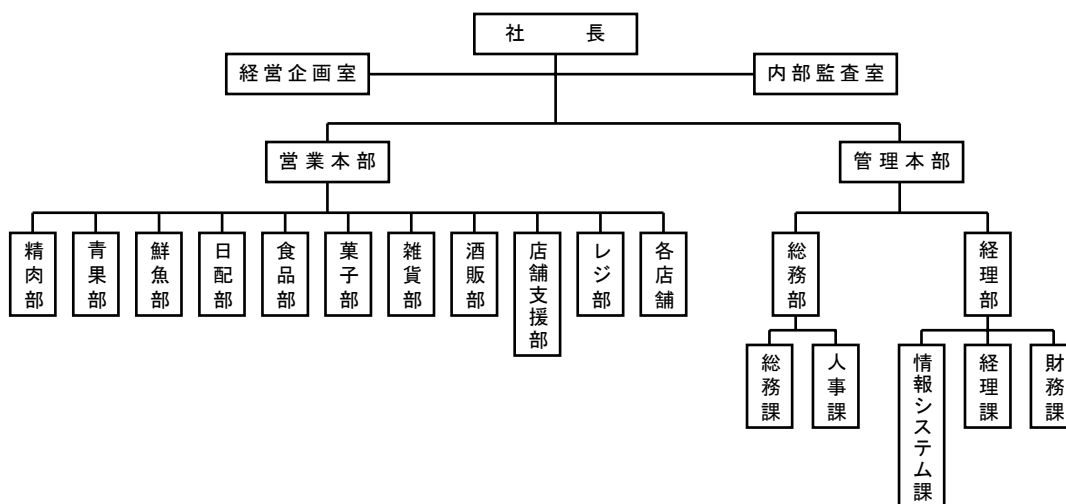 社長
経営企画室
内部監査室
営業本部
管理本部
精肉部
青果部
鮮魚部
日配部
食品部
菓子部
雑貨部
酒販部
店舗支援部
レジ部
各店舗
総務部
経理部
総務課
人事課
情報システム課
経理課
財務課